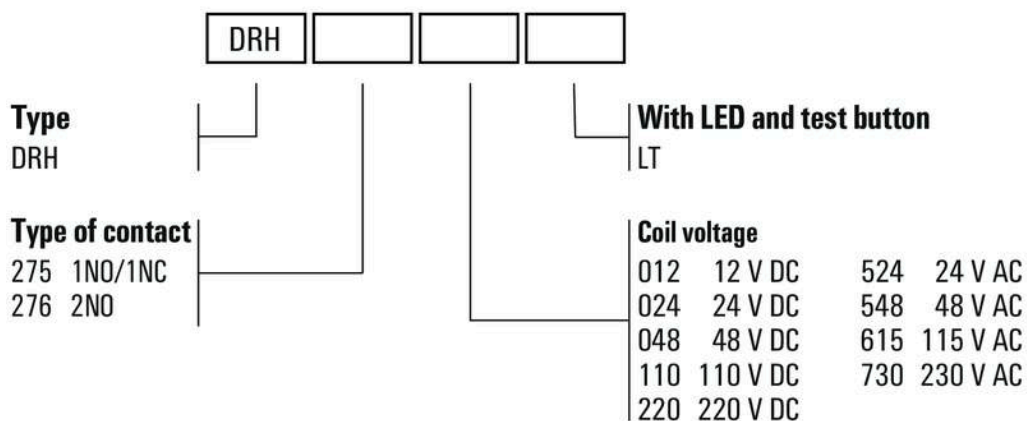 DRH
Type
DRH
With LED and test button
LT
Type of contact
275 1NO/1NC
276 2NO
Coil voltage
012 12 V DC 524 24 V AC
024 24 V DC 548 48 V AC
048 48 V DC 615 115 V AC
110 110 V DC 730 230 V AC
220 220 V DC